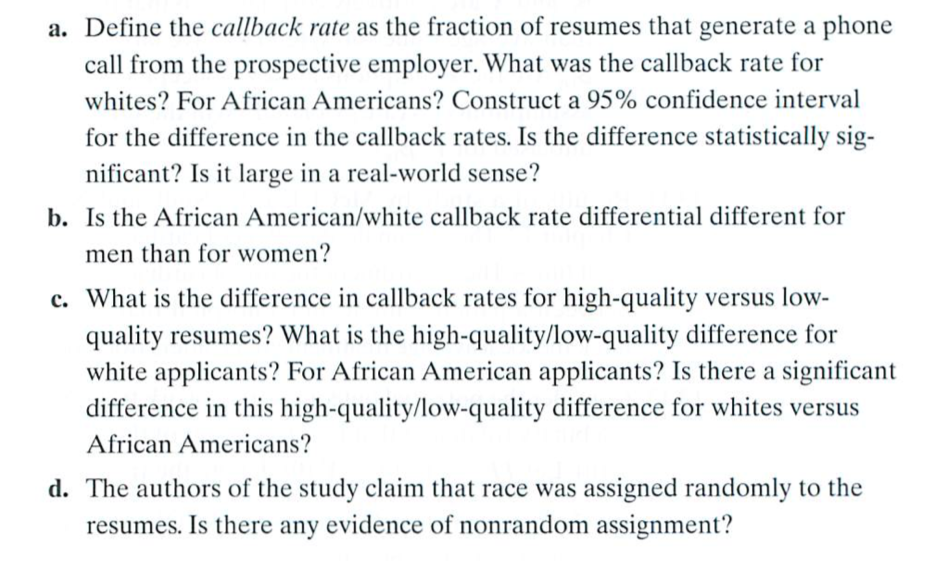 a. Define the callback rate as the fraction of resumes that generate a phone
call from the prospective employer. What was the callback rate for
whites? For African Americans? Construct a 95% confidence interval
for the difference in the callback rates. Is the difference statistically sig-
nificant? Is it large in a real-world sense?
b. Is the African American/white callback rate differential different for
men than for women?
c. What is the difference in callback rates for high-quality versus low-
quality resumes? What is the high-quality/low-quality difference for
white applicants? For African American applicants? Is there a significant
difference in this high-quality/low-quality difference for whites versus
African Americans?
d. The authors of the study claim that race was assigned randomly to the
resumes. Is there any evidence of nonrandom assignment?